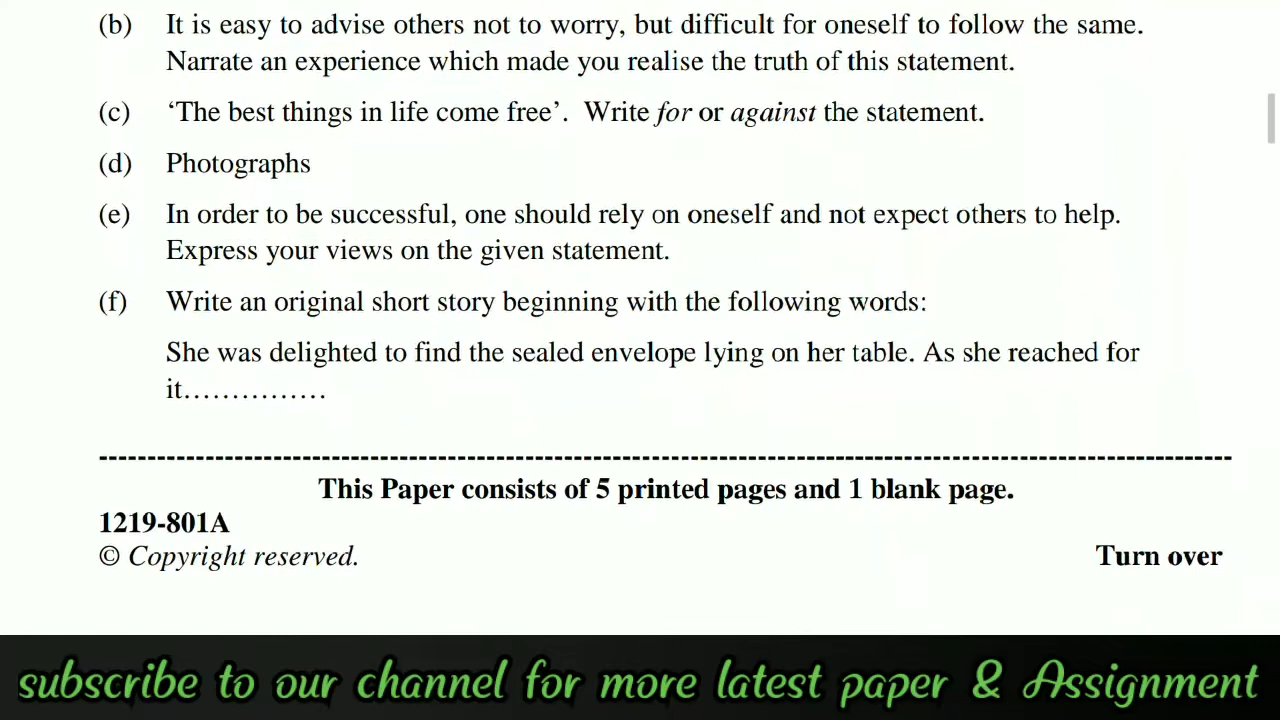 (b) It is easy to advise others not to worry, but difficult for oneself to follow the same.
Narrate an experience which made you realise the truth of this statement.
(c) ‘The best things in life come free’. Write for or against the statement.
(d) Photographs
(e) In order to be successful, one should rely on oneself and not expect others to help.
Express your views on the given statement.
(f) Write an original short story beginning with the following words:
She was delighted to find the sealed envelope lying on her table. As she reached for
it……………
--------------------------------------------------------------------------------------------------------------------
This Paper consists of 5 printed pages and 1 blank page.
1219-801A
© Copyright reserved.
Turn over
subscribe to our channel for more latest paper & Assignment